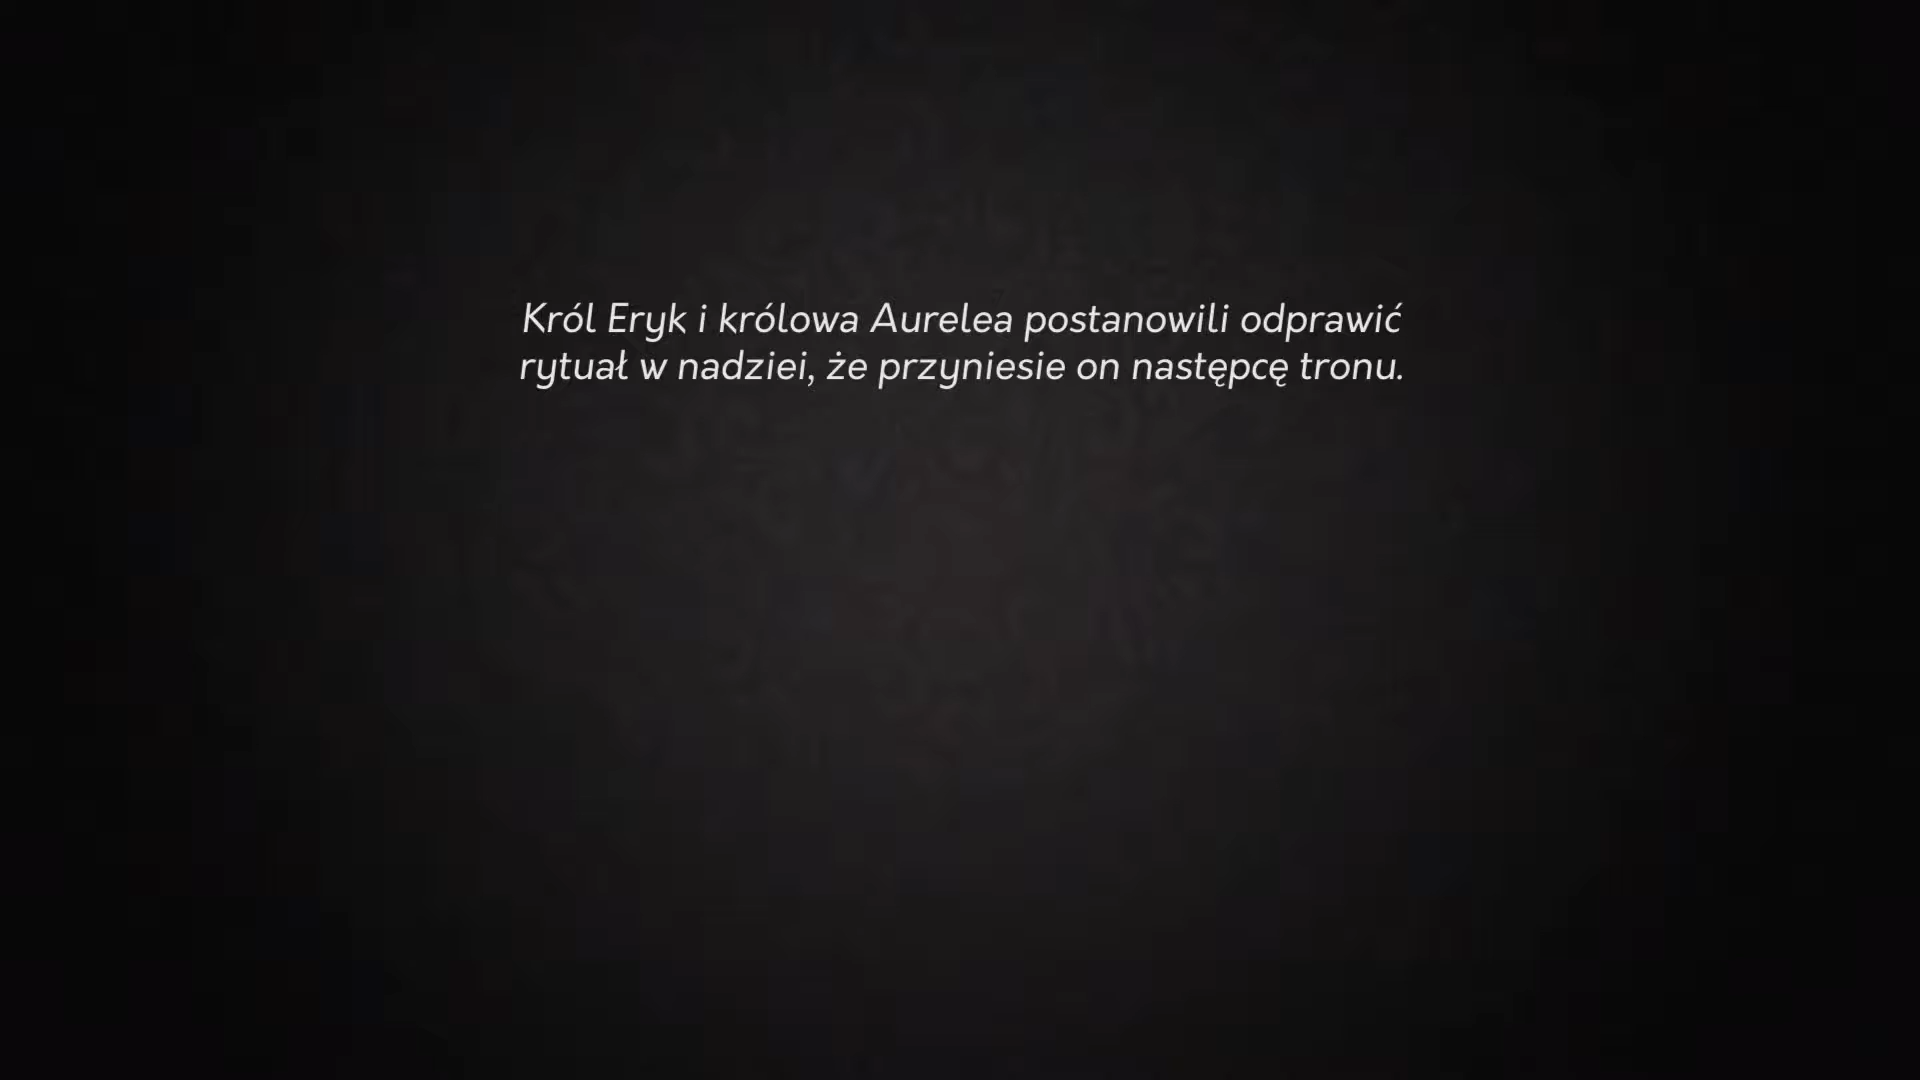 Król Eryk i królowa Aurelea postanowili odprawić
rytuał w nadziei, że przyniesie on następcę tronu.